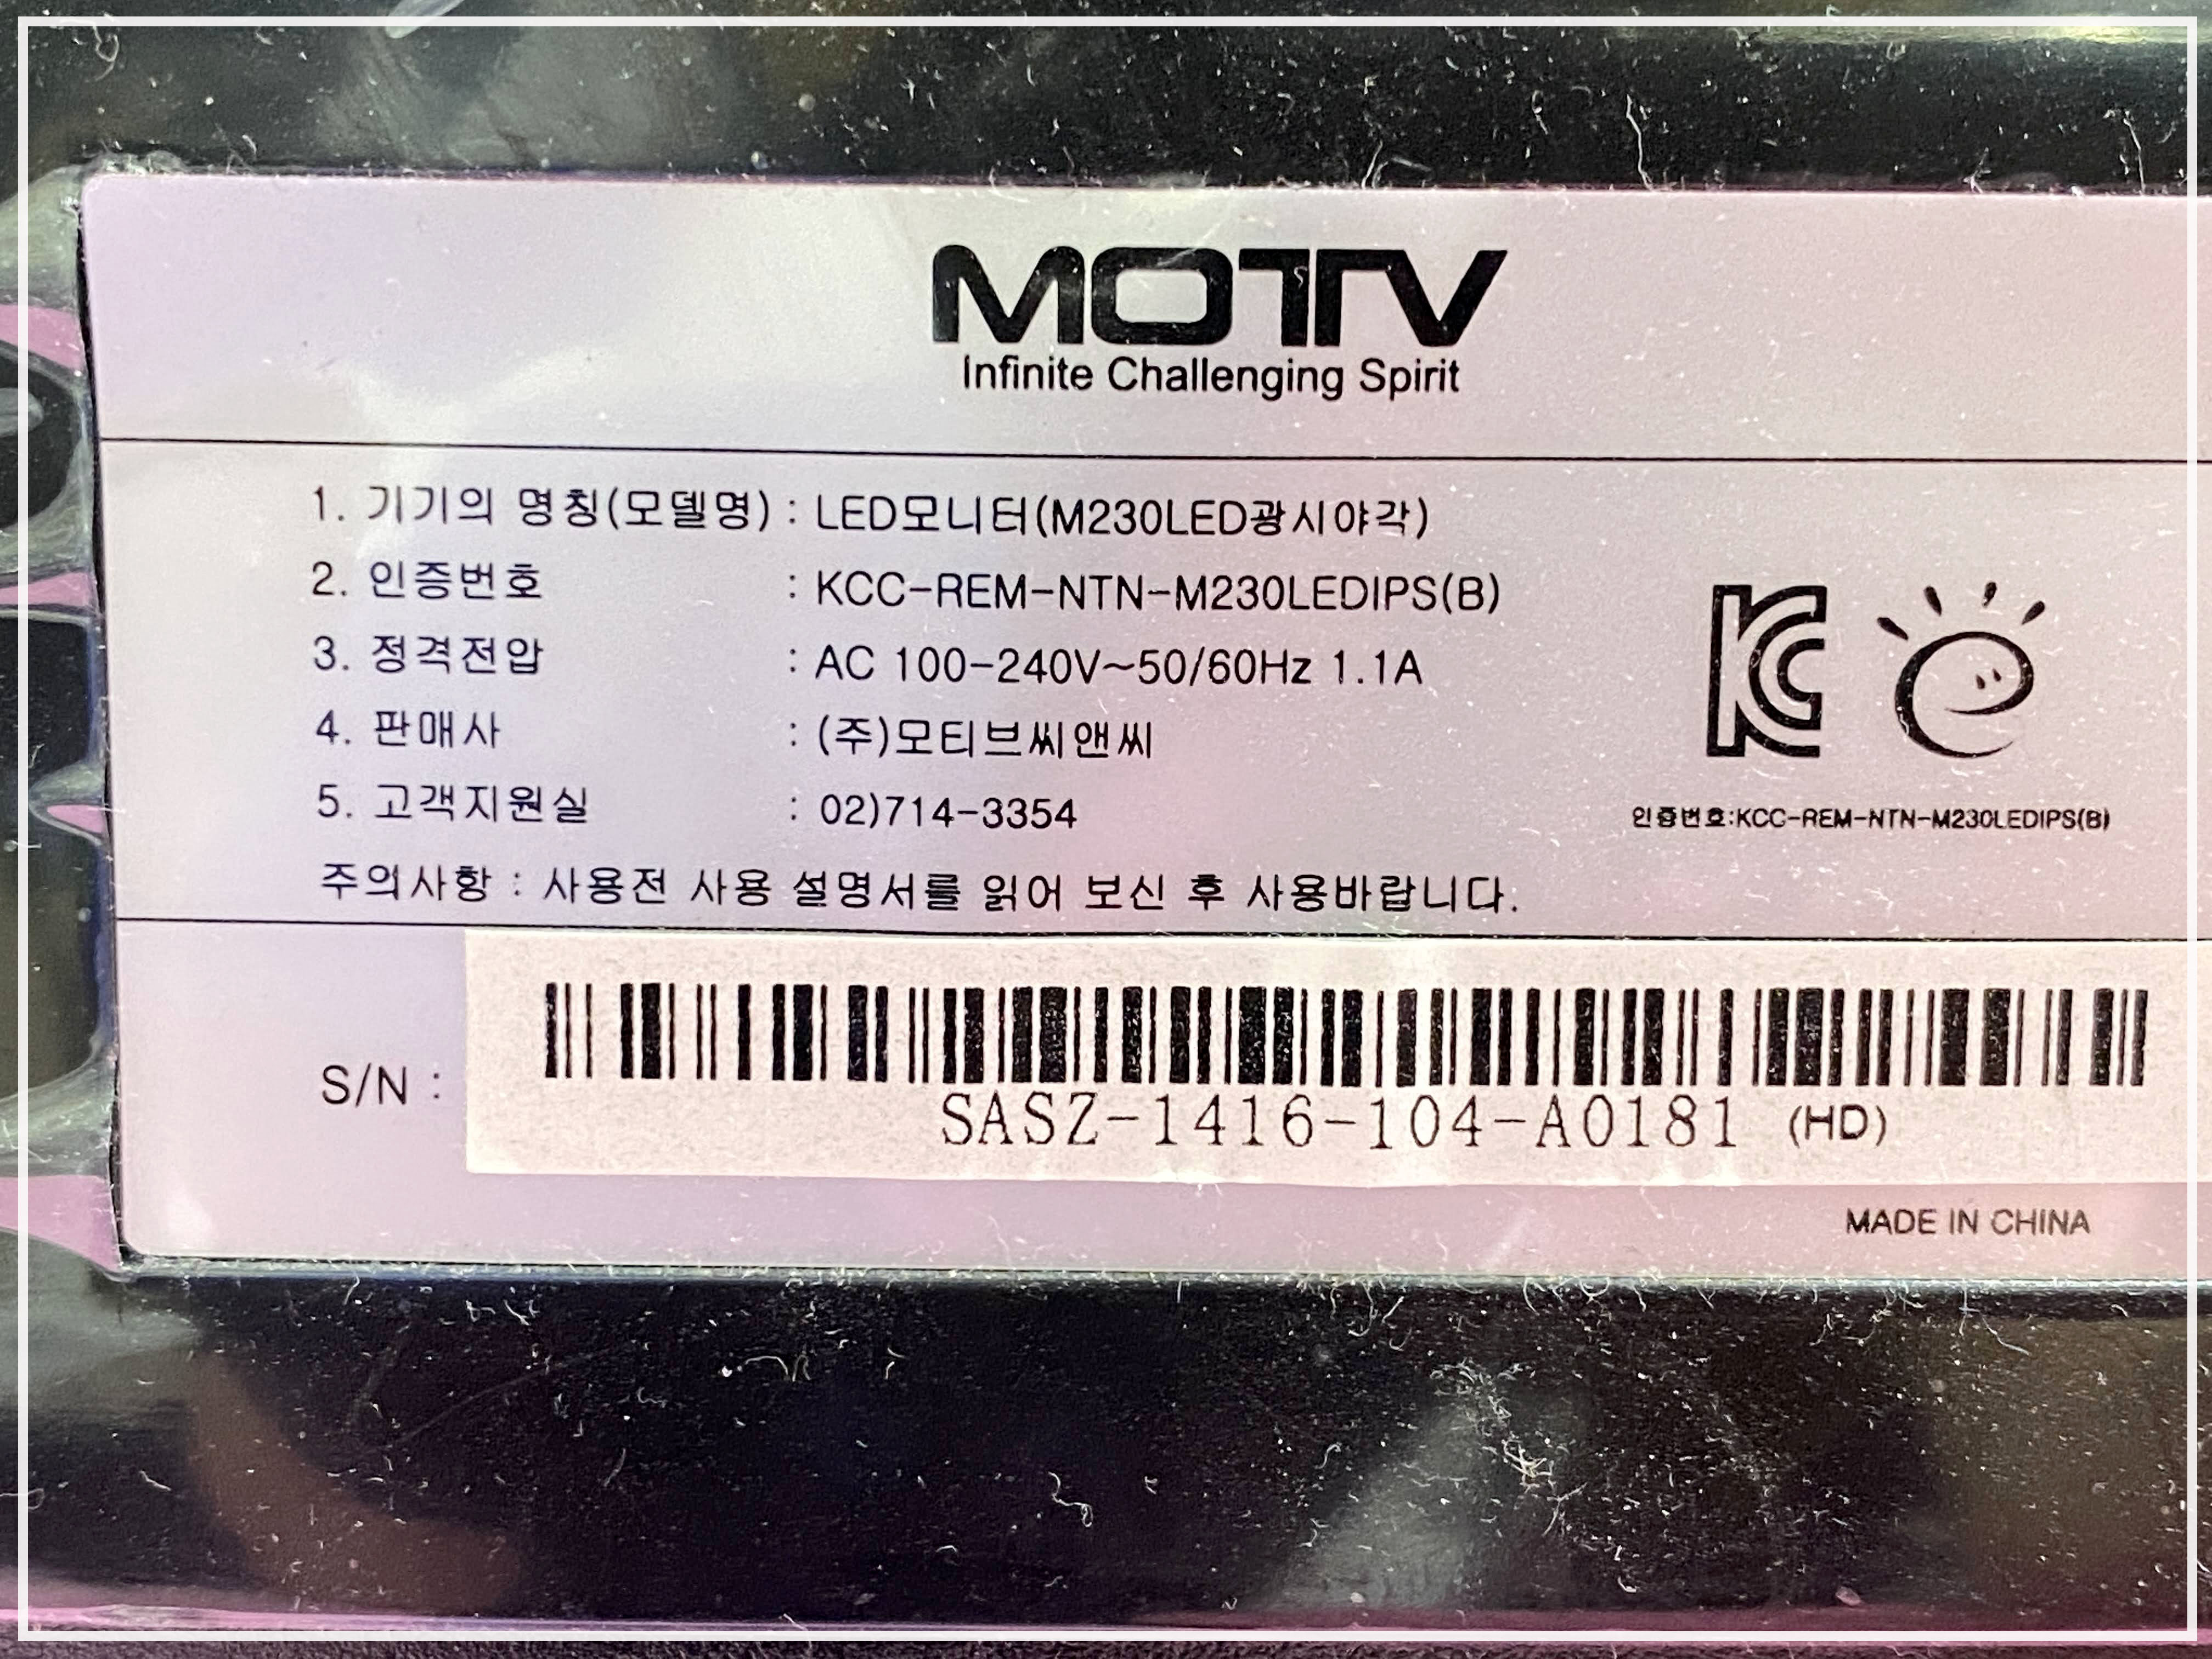 MOTV
Infinite Challenging Spirit
1. 기기의 명칭(모델명) : LED모니터(M230LED광시야각)
2. 인증번호 : KCC-REM-NTN-M230LEDIPS(B)
3. 정격전압 : AC 100-240V~50/60Hz 1.1A
4. 판매사 : (주)모티브씨앤씨
5. 고객지원실 : 02)714-3354
주의사항 : 사용전 사용 설명서를 읽어 보신 후 사용바랍니다.
인증번호:KCC-REM-NTN-M230LEDIPS(B)
S/N :
SASZ-1416-104-A0181 (HD)
MADE IN CHINA